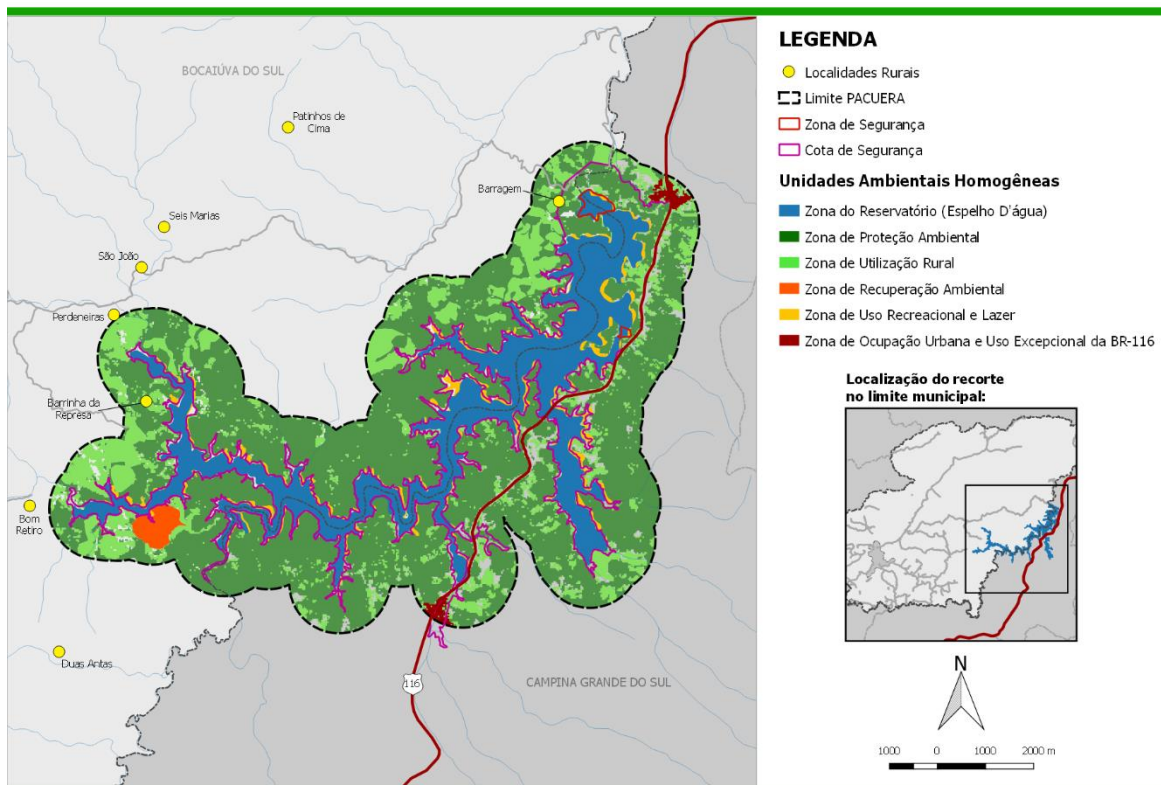 BOCAIÚVA DO SUL
Patinhos de
Cima
Seis Marias
Barragem
São João
Perdeneiras
Barrinha da
Represa
Bom
Retiro
Duas Antas
116
CAMPINA GRANDE DO SUL
LEGENDA
Localidades Rurais
Limite PACUERA
Zona de Segurança
Cota de Segurança
Unidades Ambientais Homogêneas
Zona do Reservatório (Espelho D'água)
Zona de Proteção Ambiental
Zona de Utilização Rural
Zona de Recuperação Ambiental
Zona de Uso Recreacional e Lazer
Zona de Ocupação Urbana e Uso Excepcional da BR-116
Localização do recorte
no limite municipal:
N
1000 0 1000 2000 m